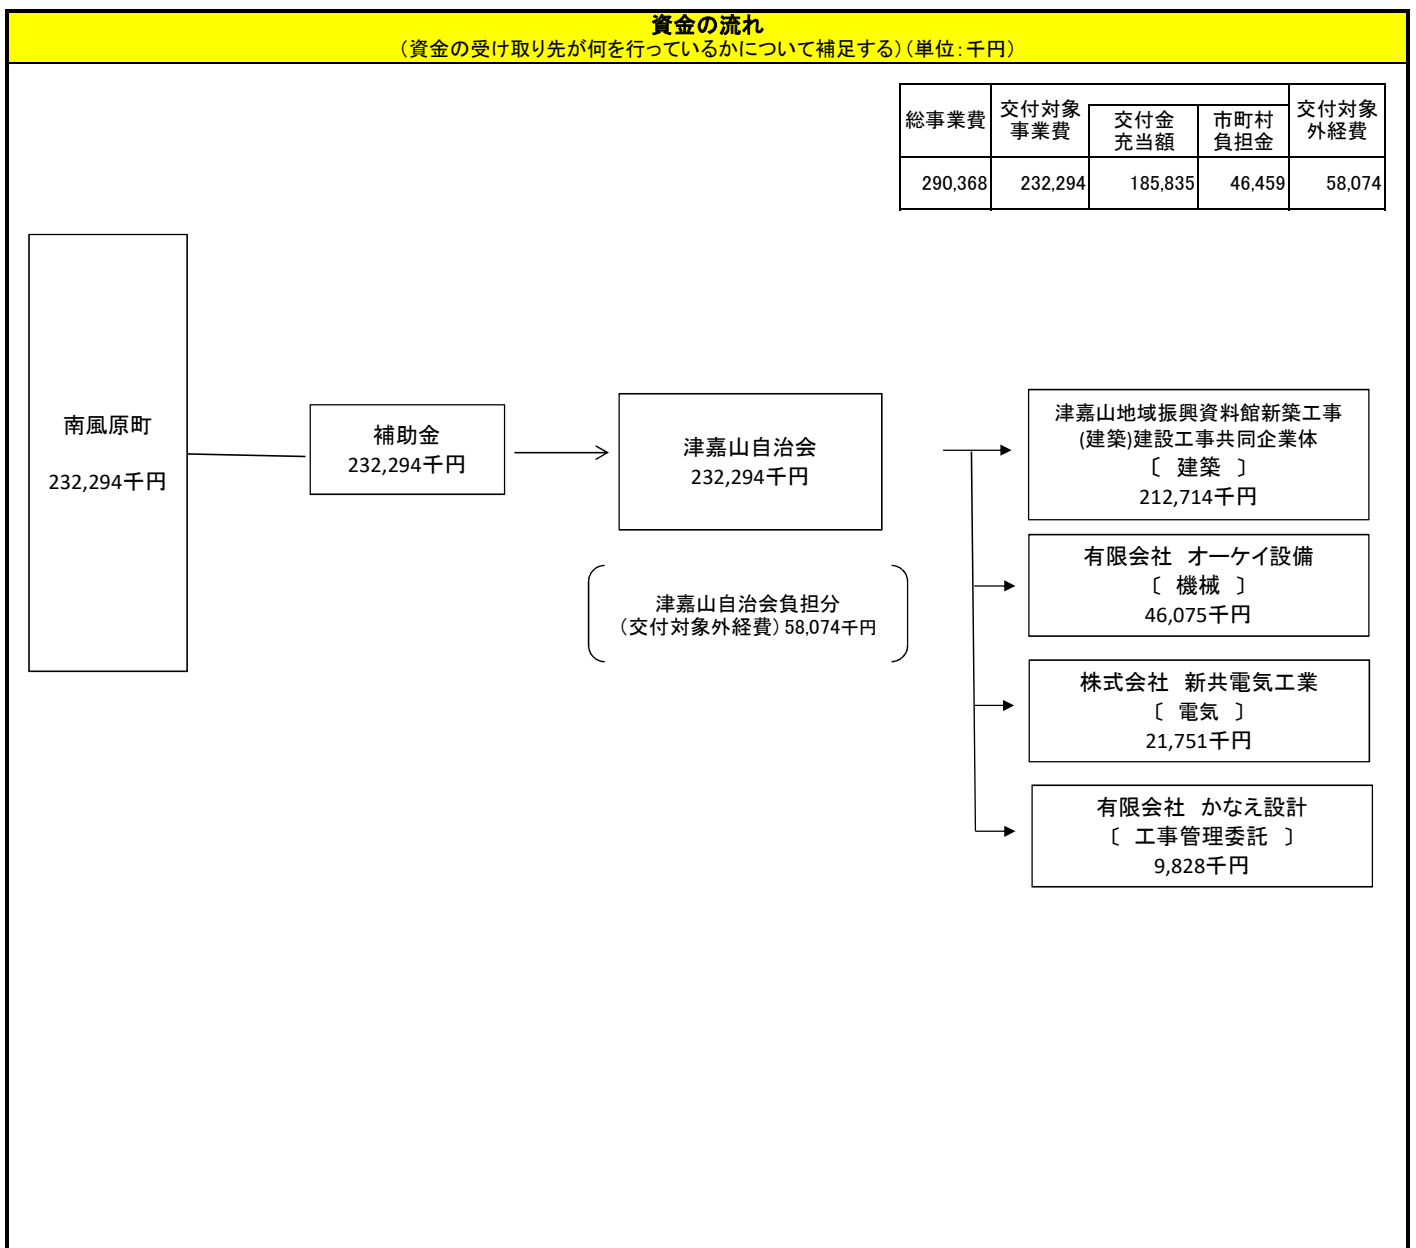 資金の流れ
（資金の受け取り先が何を行っているかについて補足する）（単位：千円）
総事業費 交付対象事業費 交付金充当額 市町村負担金 交付対象外経費
290,368 232,294 185,835 46,459 58,074
南風原町
232,294千円
補助金
232,294千円
津嘉山自治会
232,294千円
津嘉山自治会負担分
（交付対象外経費）58,074千円
津嘉山地域振興資料館新築工事
(建築)建設工事共同企業体
〔 建築 〕
212,714千円
有限会社 オーケイ設備
〔 機械 〕
46,075千円
株式会社 新共電気工業
〔 電気 〕
21,751千円
有限会社 かなえ設計
〔 工事管理委託 〕
9,828千円